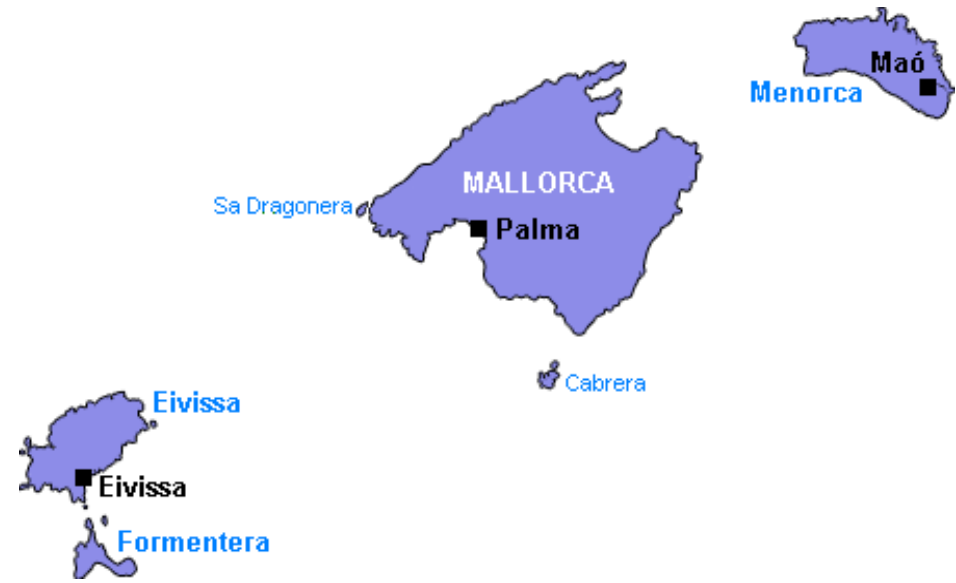 Maó
Menorca
MALLORCA
Sa Dragonera
Palma
Cabrera
Eivissa
Eivissa
Formentera